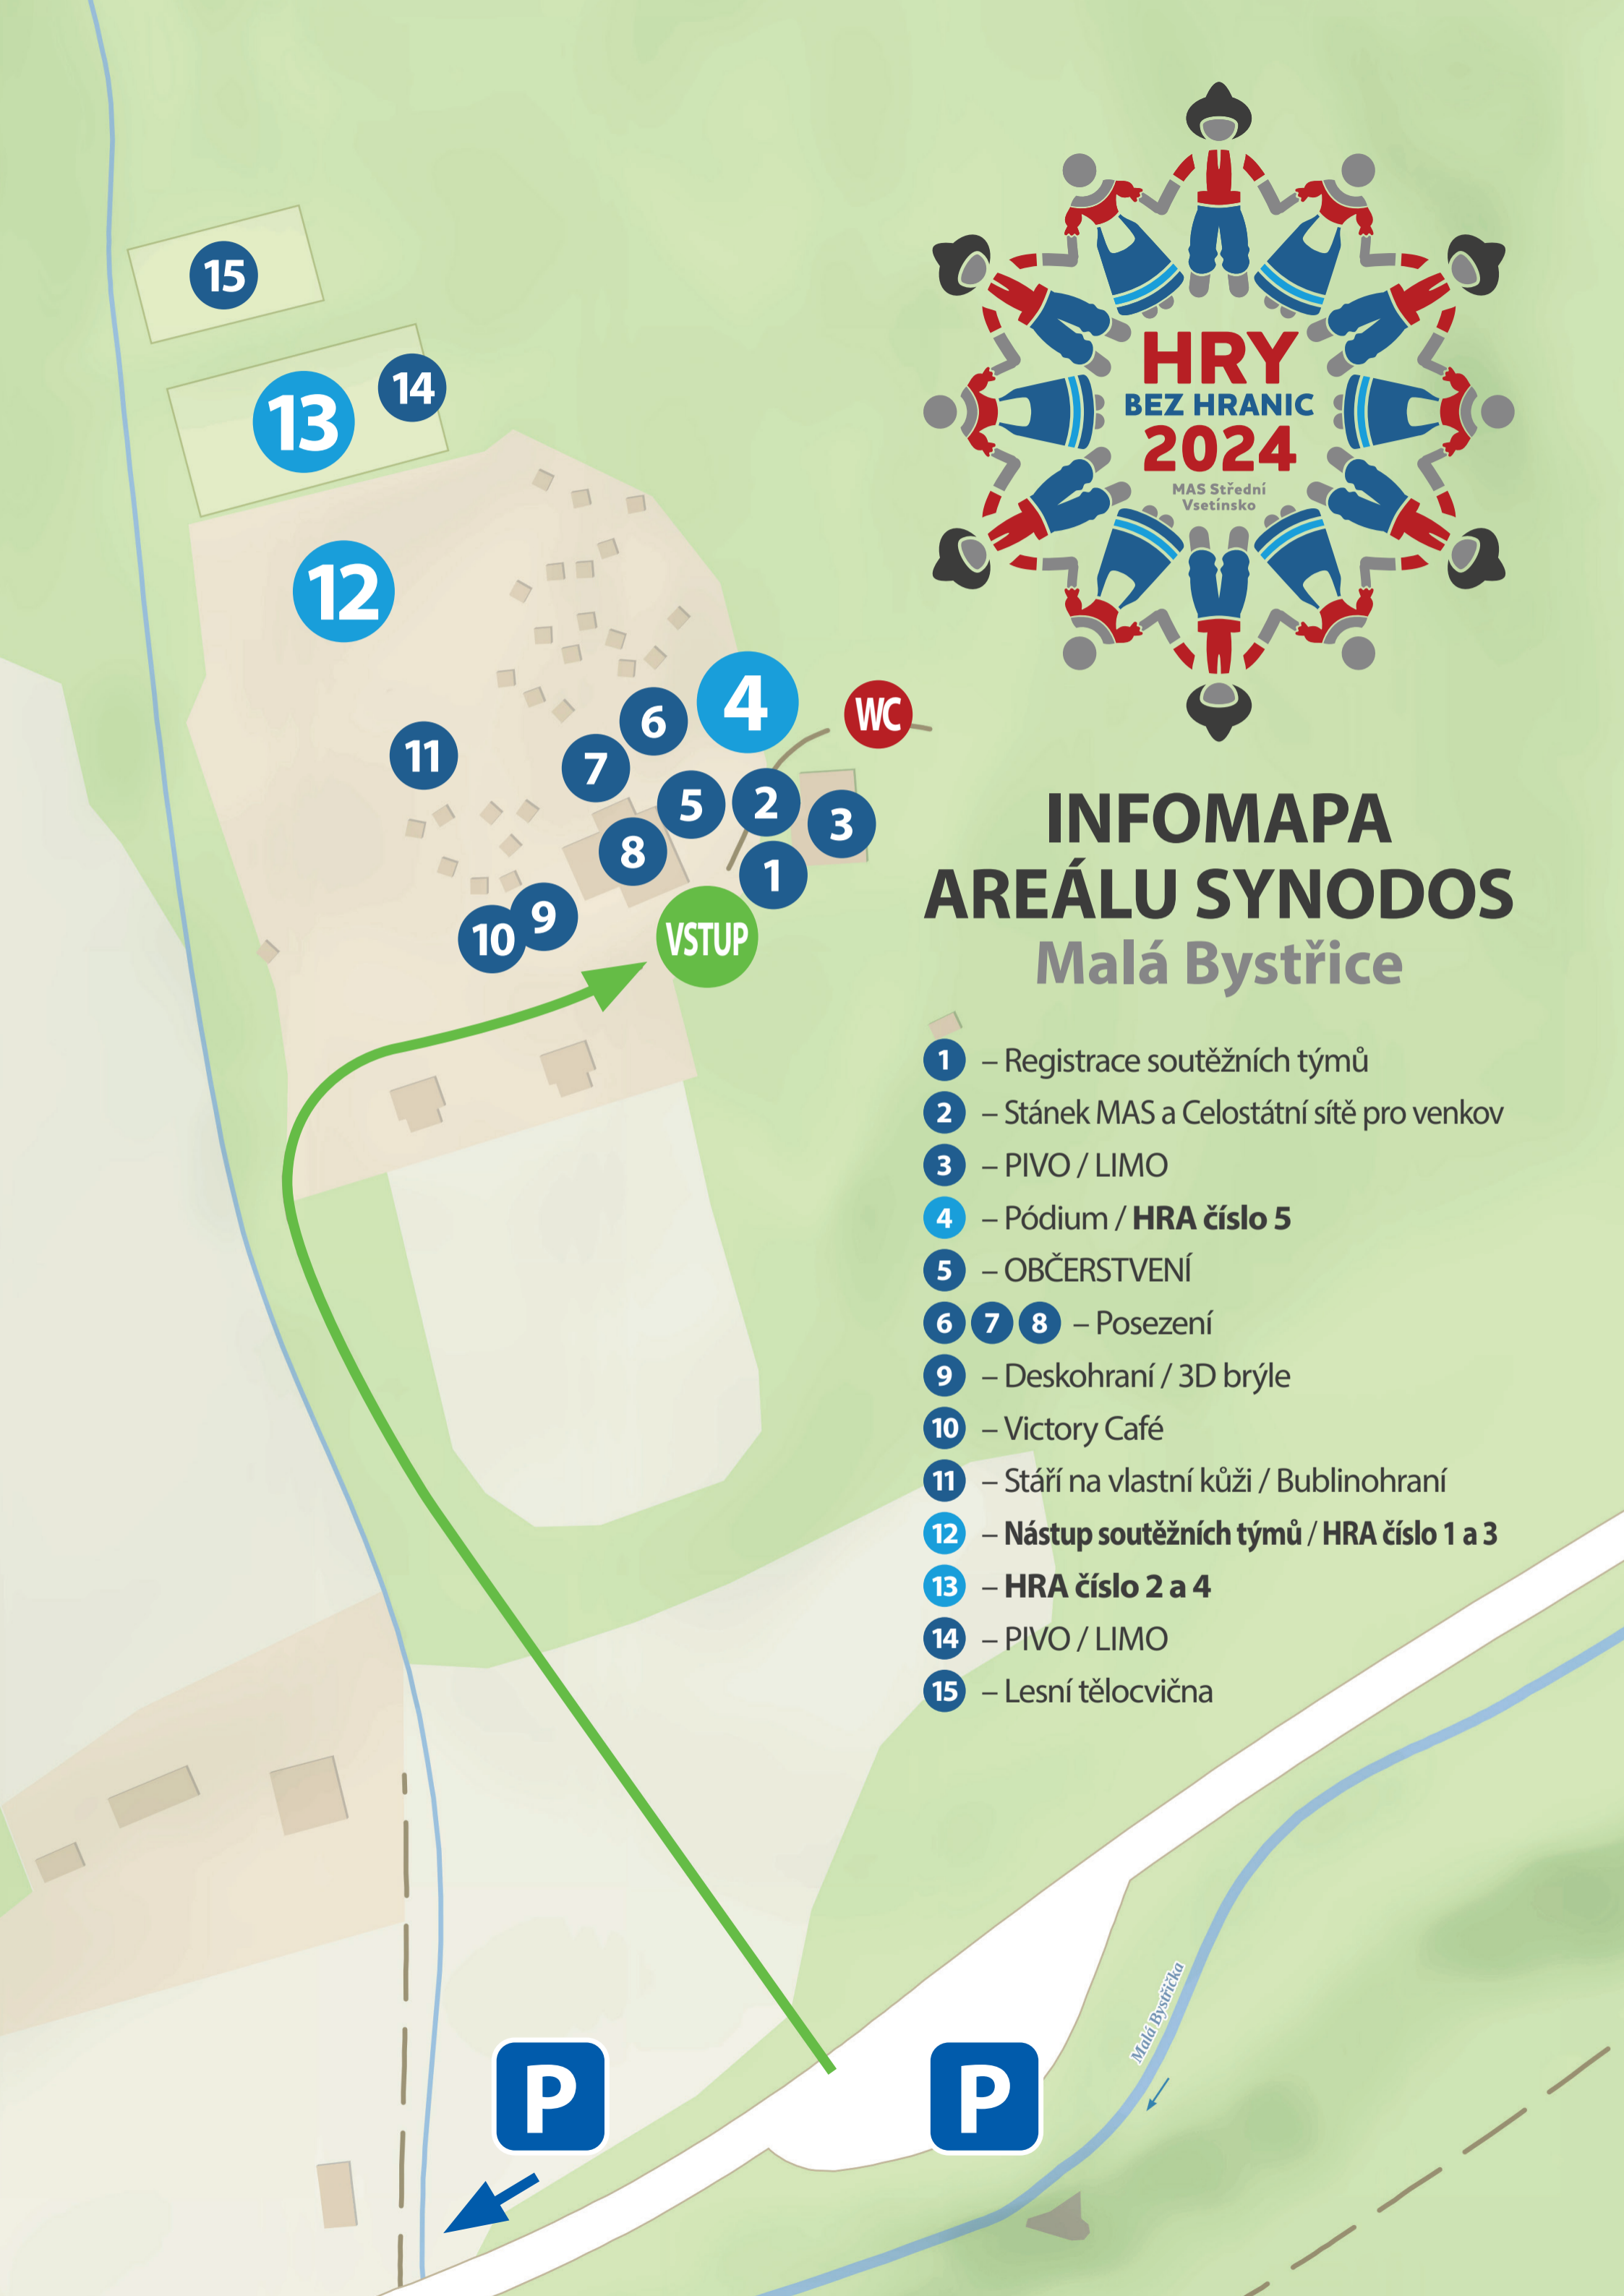 HRY
BEZ HRANIC
2024
MAS Střední
Vsetínsko
15
14
13
12
4
WC
6
11
7
5
2
3
8
1
9
10
VSTUP
INFOMAPA
AREÁLU SYNODOS
Malá Bystřice
1 – Registrace soutěžních týmů
2 – Stánek MAS a Celostátní sítě pro venkov
3 – PIVO / LIMO
4 – Pódium / HRA číslo 5
5 – OBČERSTVENÍ
6 7 8 – Posezení
9 – Deskohraní / 3D brýle
10 – Victory Café
11 – Stáří na vlastní kůži / Bublinohraní
12 – Nástup soutěžních týmů / HRA číslo 1 a 3
13 – HRA číslo 2 a 4
14 – PIVO / LIMO
15 – Lesní tělocvična
Malá Bystřička
P
P